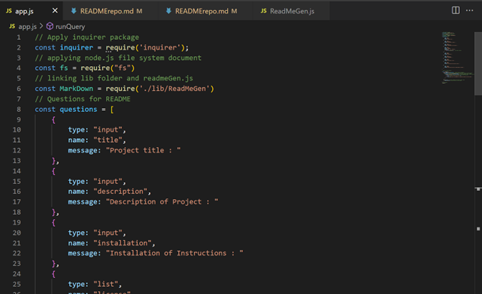 JS app.js × README repo.md M README repo.md M JS ReadMeGen.js
JS app.js > runQuery
1 // Apply inquirer package
2 const inquirer = require('inquirer');
3 // applying node.js file system document
4 const fs = require("fs")
5 // linking lib folder and readmeGen.js
6 const MarkDown = require('./lib/ReadMeGen')
7 // Questions for README
8 const questions = [
9 {
10 type: "input",
11 name: "title",
12 message: "Project title : "
13 },
14 {
15 type: "input",
16 name: "description",
17 message: "Description of Project : "
18 },
19 {
20 type: "input",
21 name: "installation",
22 message: "Installation of Instructions : "
23 },
24 {
25 type: "list",